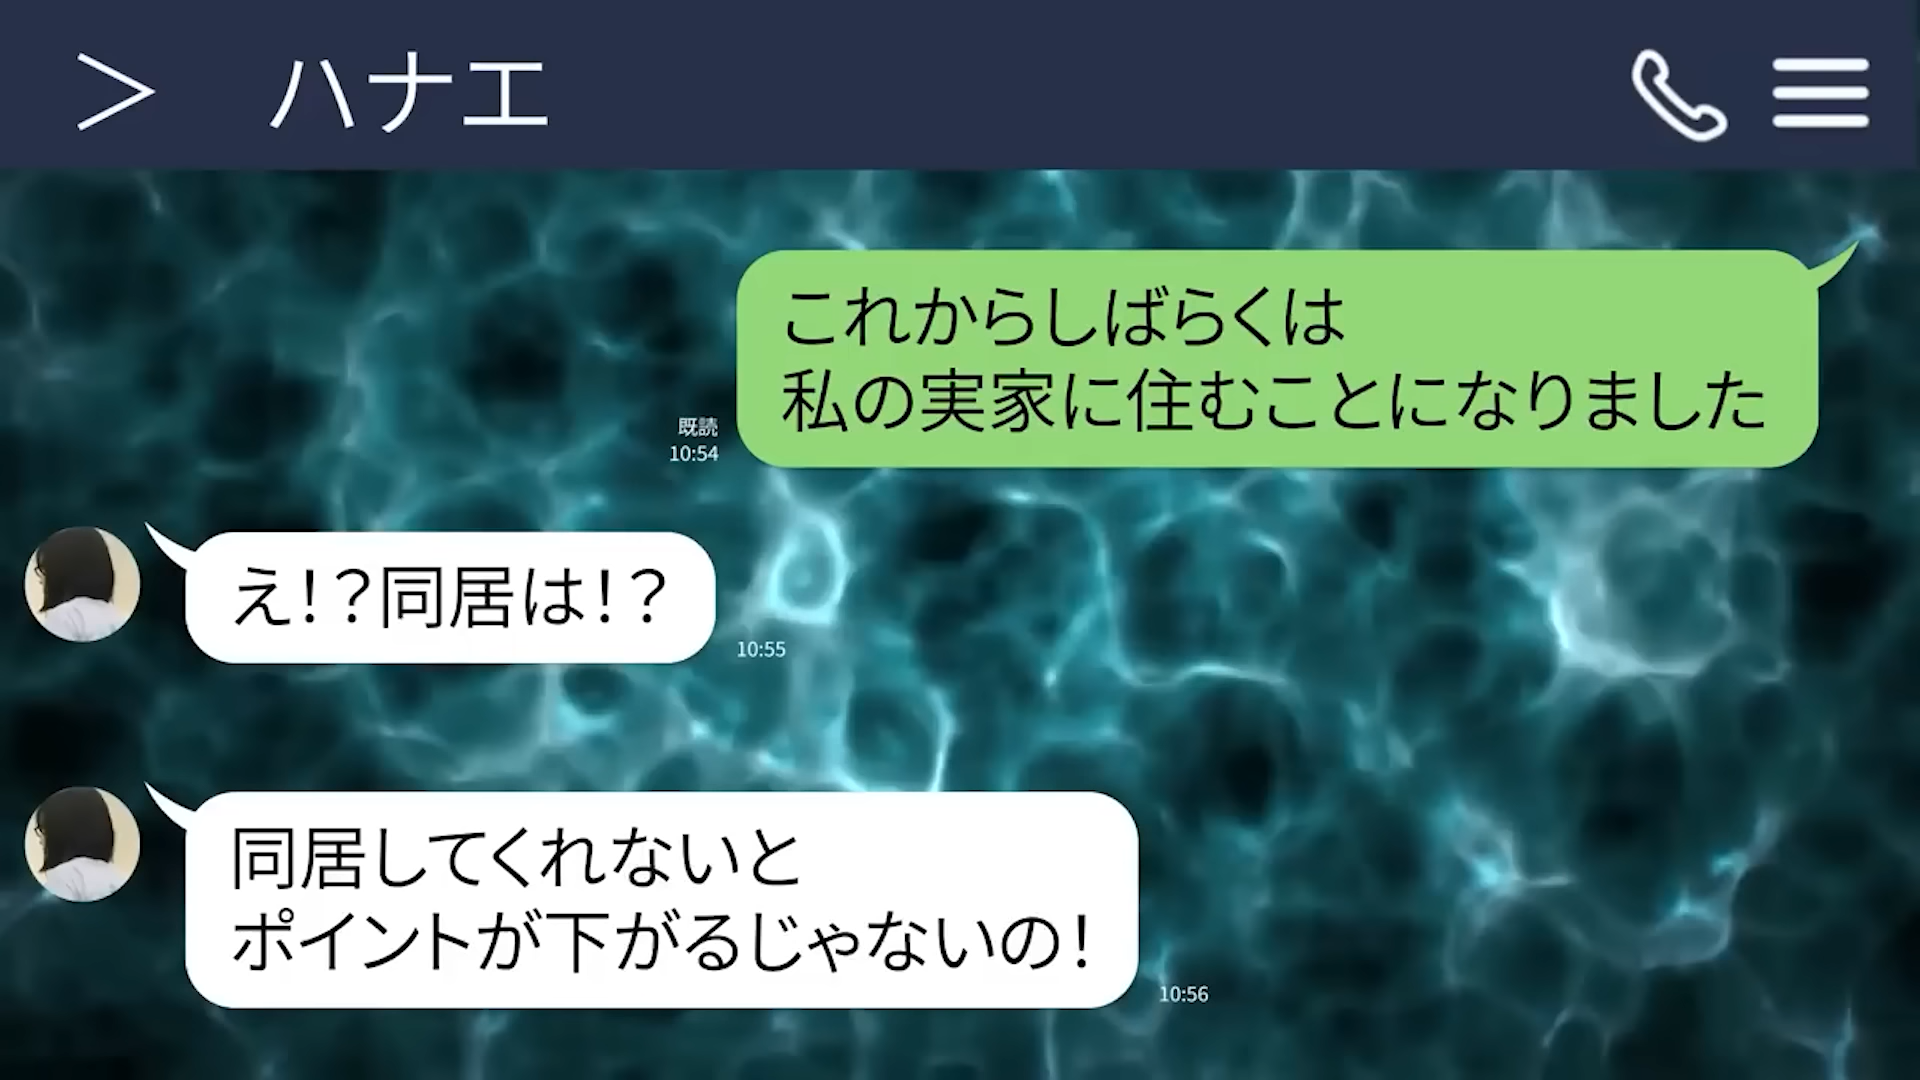 ＞ ハナエ
これからしばらくは
私の実家に住むことになりました
既読
10:54
え！？同居は！？
10:55
同居してくれないと
ポイントが下がるじゃないの！
10:56